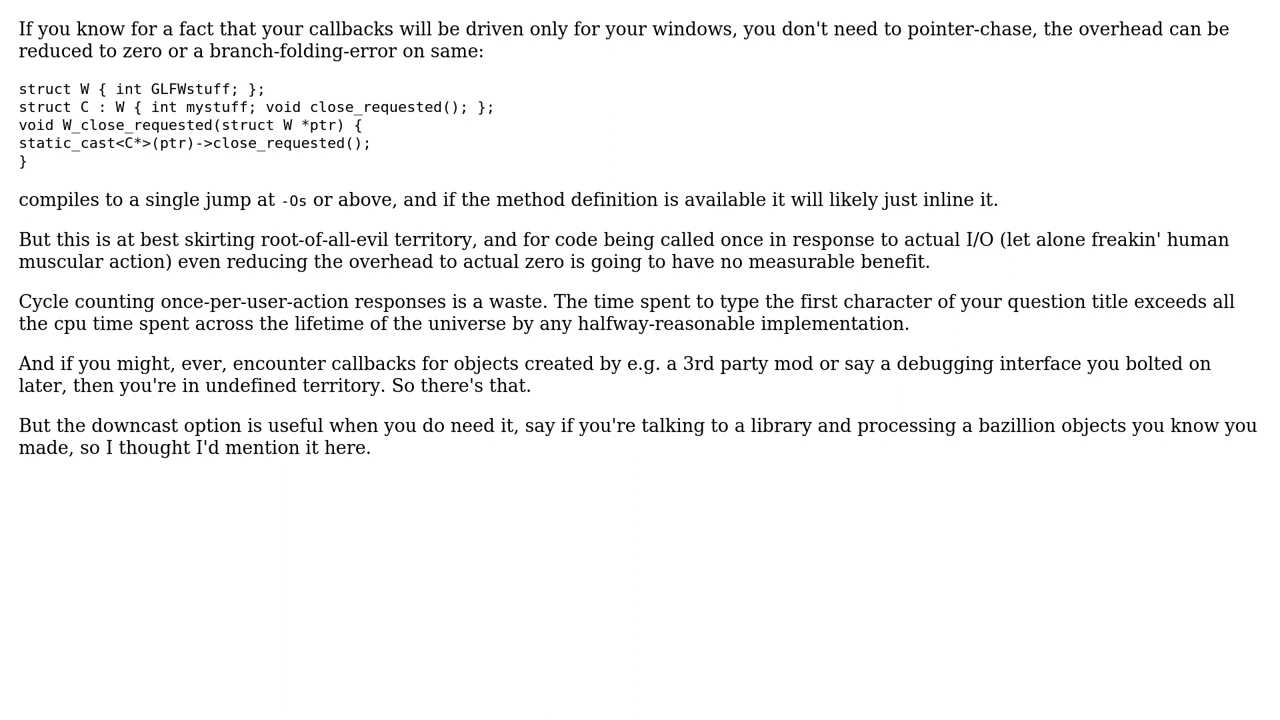 If you know for a fact that your callbacks will be driven only for your windows, you don't need to pointer-chase, the overhead can be
reduced to zero or a branch-folding-error on same:
struct W { int GLFWstuff; };
struct C : W { int mystuff; void close_requested(); };
void W_close_requested(struct W *ptr) {
static_cast<C*>(ptr)->close_requested();
}
compiles to a single jump at -Os or above, and if the method definition is available it will likely just inline it.
But this is at best skirting root-of-all-evil territory, and for code being called once in response to actual I/O (let alone freakin' human
muscular action) even reducing the overhead to actual zero is going to have no measurable benefit.
Cycle counting once-per-user-action responses is a waste. The time spent to type the first character of your question title exceeds all
the cpu time spent across the lifetime of the universe by any halfway-reasonable implementation.
And if you might, ever, encounter callbacks for objects created by e.g. a 3rd party mod or say a debugging interface you bolted on
later, then you're in undefined territory. So there's that.
But the downcast option is useful when you do need it, say if you're talking to a library and processing a bazillion objects you know you
made, so I thought I'd mention it here.